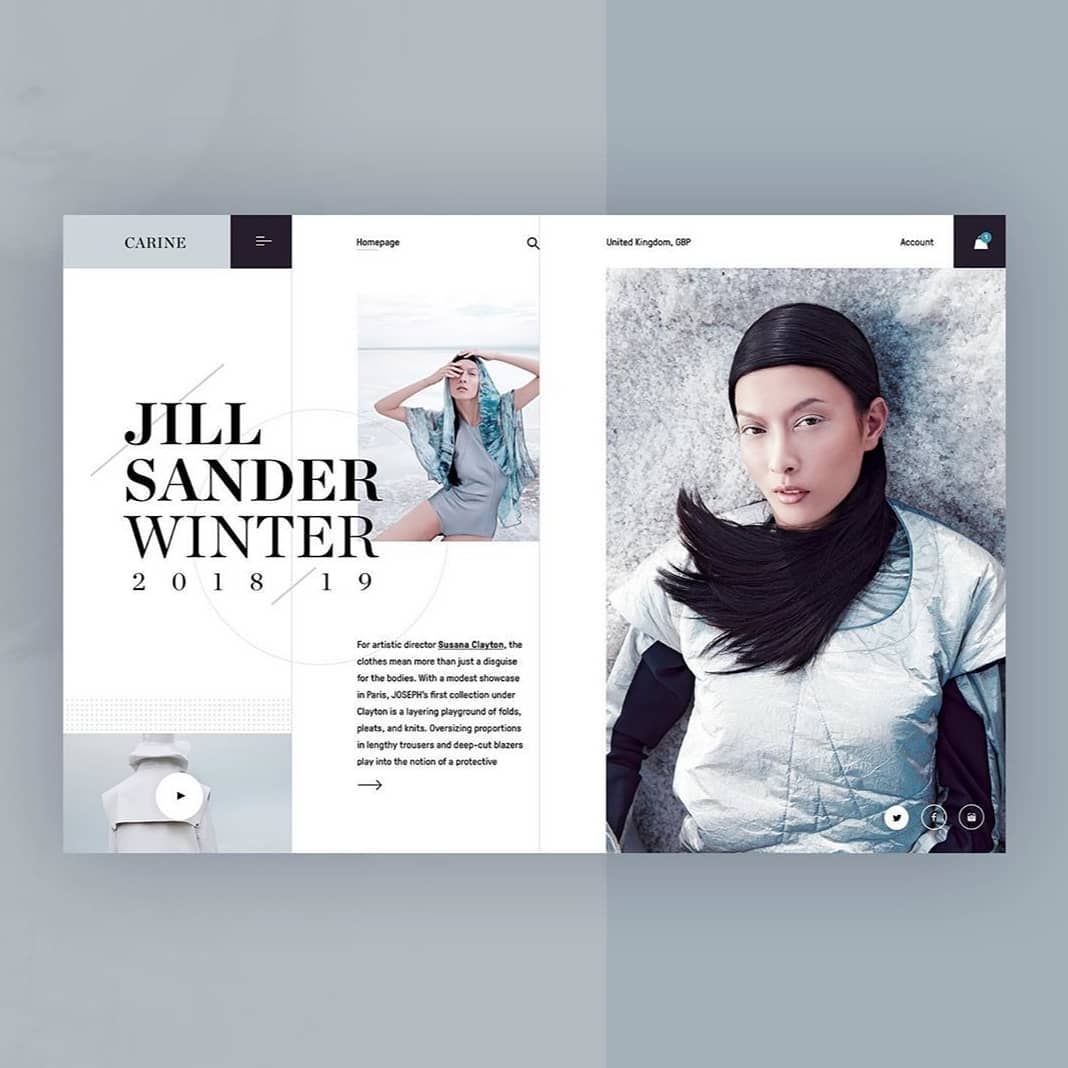 CARINE
Homepage
United Kingdom, GBP
Account
1
JILL
SANDER
WINTER
2018 19
For artistic director Susana Clayton, the
clothes mean more than just a disguise
for the bodies. With a modest showcase
in Paris, JOSEPH's first collection under
Clayton is a layering playground of folds,
pleats, and knits. Oversizing proportions
in lengthy trousers and deep-cut blazers
play into the notion of a protective